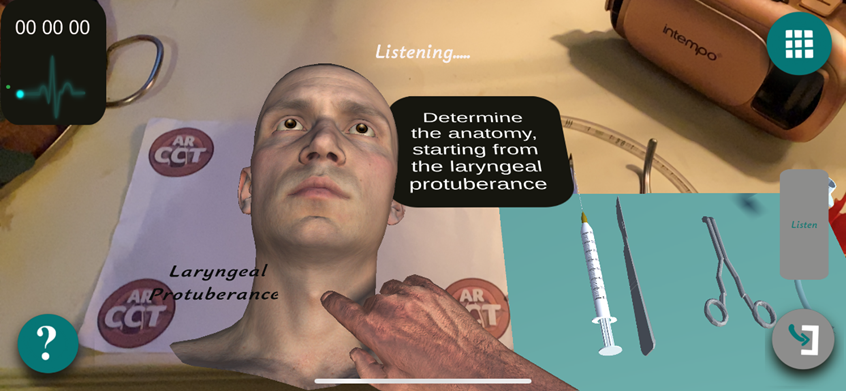 00 00 00
Listening.....
intempo
Determine
the anatomy,
starting from
the laryngeal
protuberance
AR
CCT
Listen
Laryngeal
Protuberance
AR
CCT
AR
CCT
?